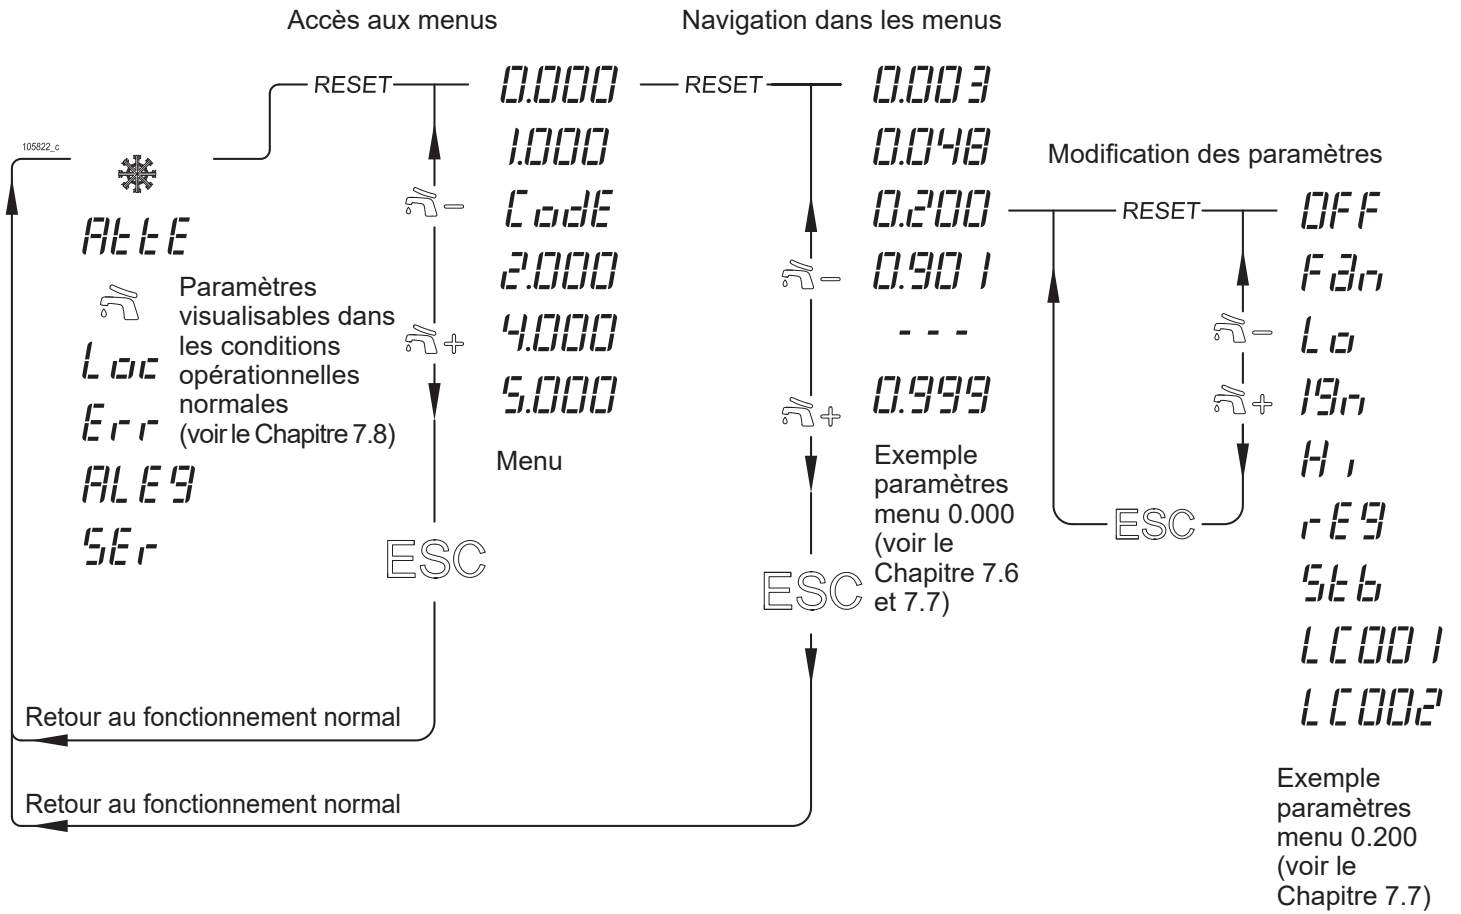 Accès aux menus
Navigation dans les menus
105822_c
RESET
0.000
RESET
0.003
1.000
0.048
Modification des paramètres
CodE
0.200
RESET
OFF
AttE
2.000
0.901
Fan
Paramètres
visualisables dans
les conditions
opérationnelles
normales
(voir le Chapitre 7.8)
4.000
- - -
Lo
Loc
5.000
0.999
Ign
Err
Menu
Exemple
paramètres
menu 0.000
(voir le
Chapitre 7.6
et 7.7)
Hi
ALEg
ESC
ESC
ESC
rEg
SEr
Stb
LC001
LC002
Retour au fonctionnement normal
Retour au fonctionnement normal
Exemple
paramètres
menu 0.200
(voir le
Chapitre 7.7)